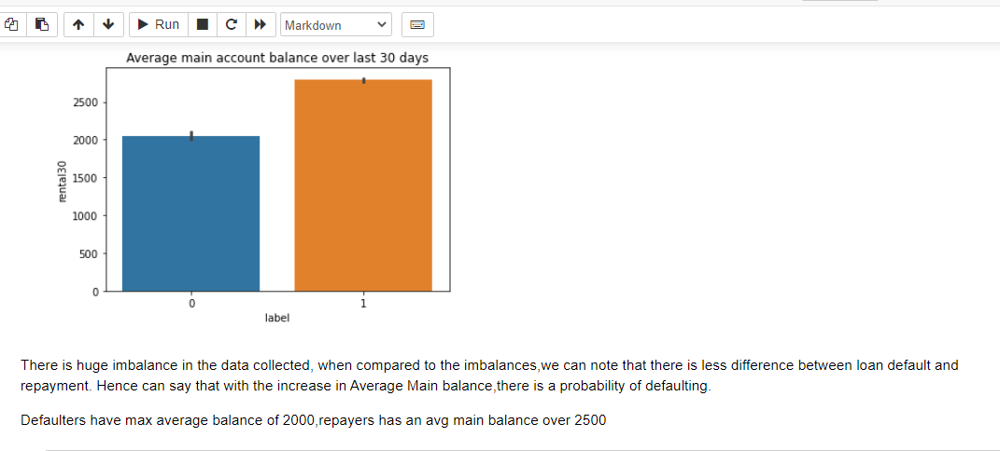 Run
Markdown
Average main account balance over last 30 days
2500
2000
1500
1000
500
0
rental30
0 1
label
There is huge imbalance in the data collected, when compared to the imbalances,we can note that there is less difference between loan default and
repayment. Hence can say that with the increase in Average Main balance,there is a probability of defaulting.
Defaulters have max average balance of 2000,repayers has an avg main balance over 2500